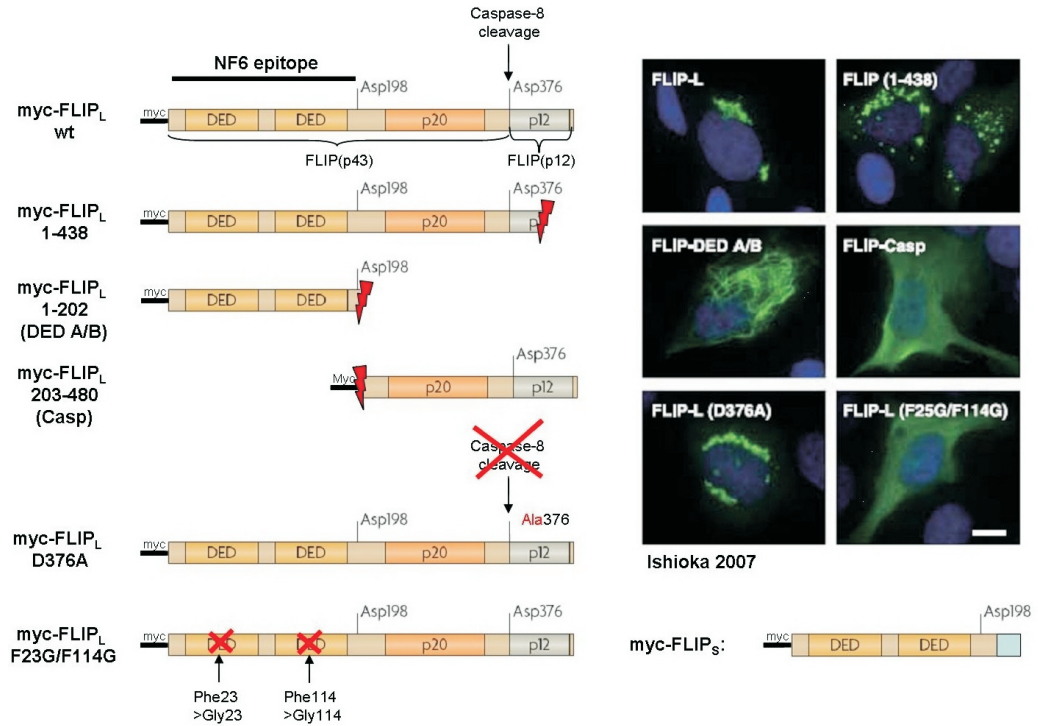 Caspase-8
cleavage
NF6 epitope
Asp198
Asp376
myc-FLIPL
wt
myc
DED
DED
p20
p12
FLIP(p43)
FLIP(p12)
Asp198
Asp376
myc-FLIPL
1-438
myc
DED
DED
p20
p
Asp198
myc-FLIPL
1-202
(DED A/B)
myc
DED
DED
Asp376
myc-FLIPL
203-480
(Casp)
Myc
p20
p12
Caspase-8
cleavage
Asp198
Ala376
myc-FLIPL
D376A
myc
DED
DED
p20
p12
Asp198
Asp376
myc-FLIPL
F23G/F114G
myc
DED
DED
p20
p12
Phe23
>Gly23
Phe114
>Gly114
FLIP-L
FLIP (1-438)
FLIP-DED A/B
FLIP-Casp
FLIP-L (D376A)
FLIP-L (F25G/F114G)
Ishioka 2007
Asp198
myc-FLIPS:
myc
DED
DED